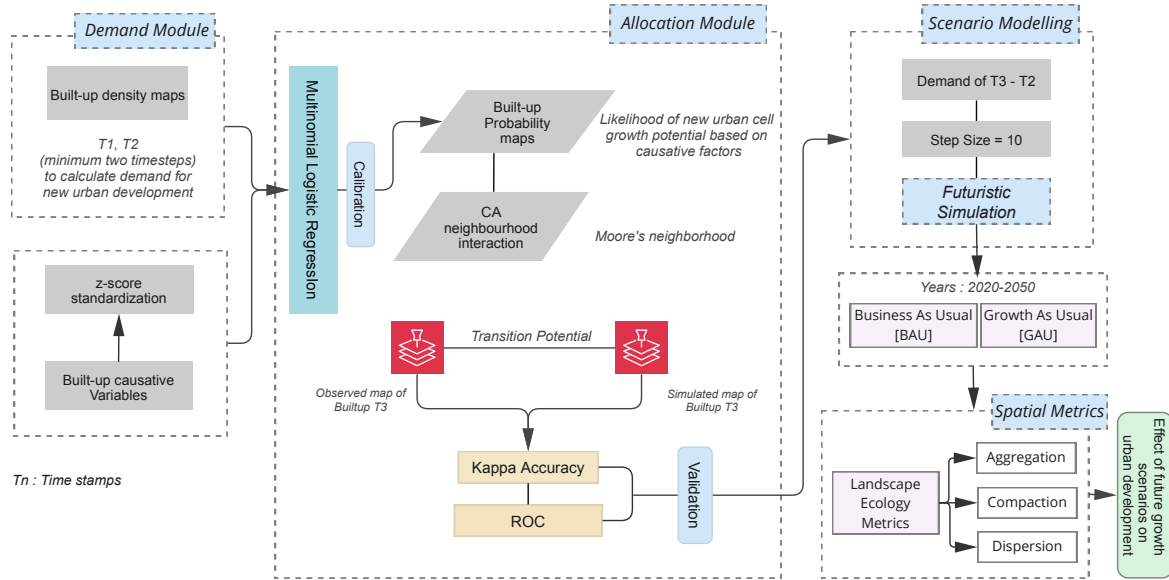 Demand Module
Built-up density maps
T1, T2
(minimum two timesteps)
to calculate demand for
new urban development
z-score
standardization
Built-up causative
Variables
Tn : Time stamps
Allocation Module
Multinomial Logistic Regression
Calibration
Built-up
Probability
maps
Likelihood of new urban cell
growth potential based on
causative factors
CA
neighbourhood
interaction
Moore's neighborhood
Transition Potential
Observed map of
Builtup T3
Simulated map of
Builtup T3
Kappa Accuracy
ROC
Validation
Scenario Modelling
Demand of T3 - T2
Step Size = 10
Futuristic
Simulation
Years : 2020-2050
Business As Usual
[BAU]
Growth As Usual
[GAU]
Spatial Metrics
Landscape
Ecology
Metrics
Aggregation
Compaction
Dispersion
Effect of future growth
scenarios on
urban development